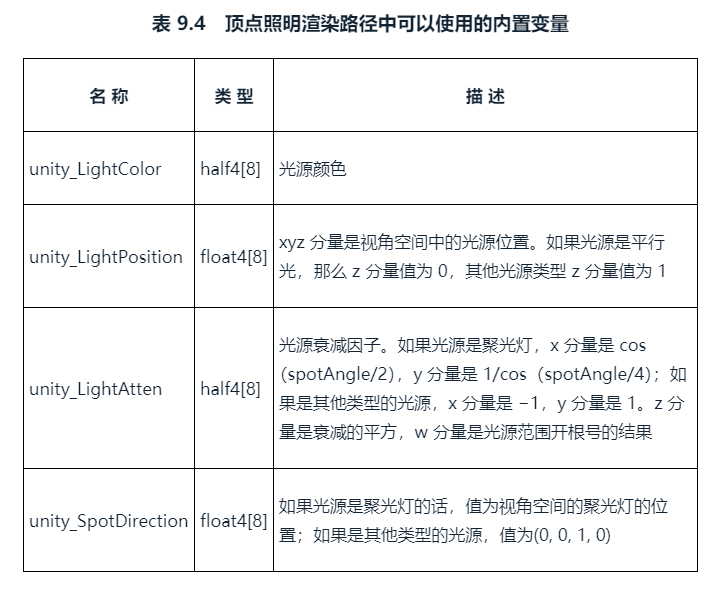 表 9.4 顶点照明渲染路径中可以使用的内置变量
名 称
类 型
描 述
unity_LightColor
half4[8]
光源颜色
unity_LightPosition
float4[8]
xyz 分量是视角空间中的光源位置。如果光源是平行
光，那么 z 分量值为 0，其他光源类型 z 分量值为 1
unity_LightAtten
half4[8]
光源衰减因子。如果光源是聚光灯，x 分量是 cos
(spotAngle/2)，y 分量是 1/cos（spotAngle/4)；如
果是其他类型的光源，x 分量是 −1，y 分量是 1。z 分
量是衰减的平方，w 分量是光源范围开根号的结果
unity_SpotDirection
float4[8]
如果光源是聚光灯的话，值为视角空间的聚光灯的位
置；如果是其他类型的光源，值为(0, 0, 1, 0)